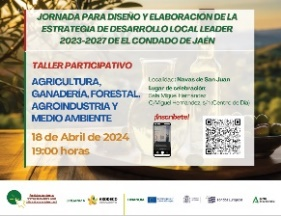 JORNADA PARA DISEÑO Y ELABORACIÓN DE LA
ESTRATEGIA DE DESARROLLO LOCAL LEADER
2023-2027 DE EL CONDADO DE JAÉN
TALLER PARTICIPATIVO
AGRICULTURA,
GANADERÍA, FORESTAL,
AGROINDUSTRIA Y
MEDIO AMBIENTE
18 de Abril de 2024
19:00 horas
Localidad: Navas de San Juan
Lugar de celebración:
Miguel Hernández
C/Miguel Hernández, s/n (Centro de Día)
¡Inscríbete!